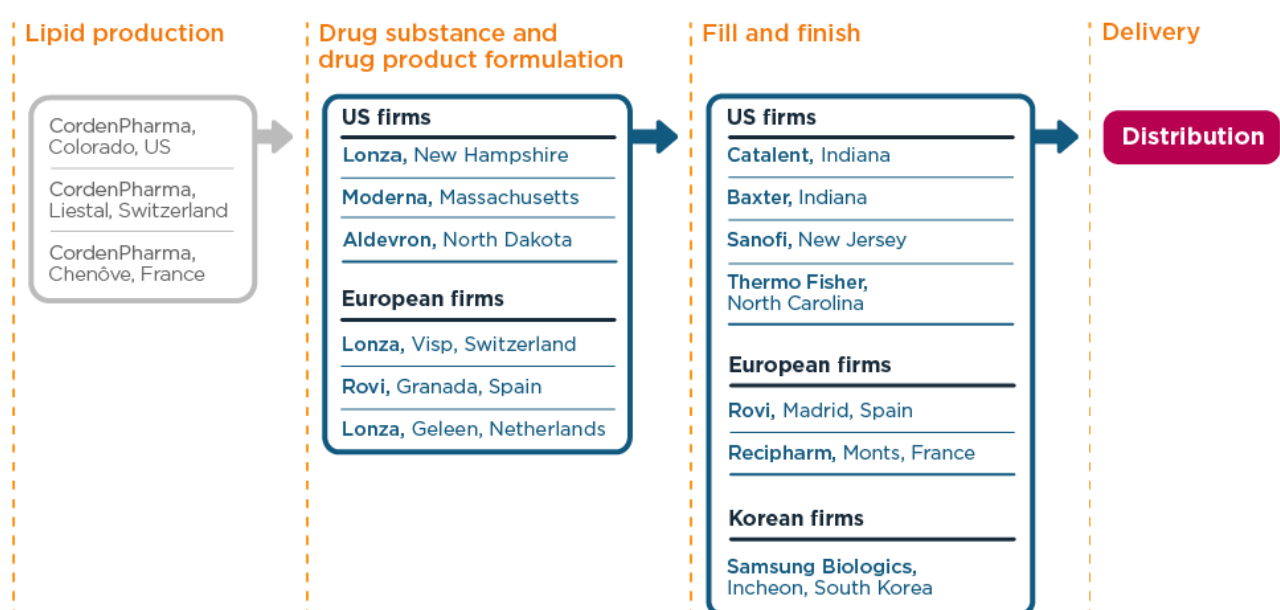 Lipid production
CordenPharma,
Colorado, US
CordenPharma,
Liestal, Switzerland
CordenPharma,
Chenôve, France
Drug substance and
drug product formulation
US firms
Lonza, New Hampshire
Moderna, Massachusetts
Aldevron, North Dakota
European firms
Lonza, Visp, Switzerland
Rovi, Granada, Spain
Lonza, Geleen, Netherlands
Fill and finish
US firms
Catalent, Indiana
Baxter, Indiana
Sanofi, New Jersey
Thermo Fisher,
North Carolina
European firms
Rovi, Madrid, Spain
Recipharm, Monts, France
Korean firms
Samsung Biologics,
Incheon, South Korea
Delivery
Distribution